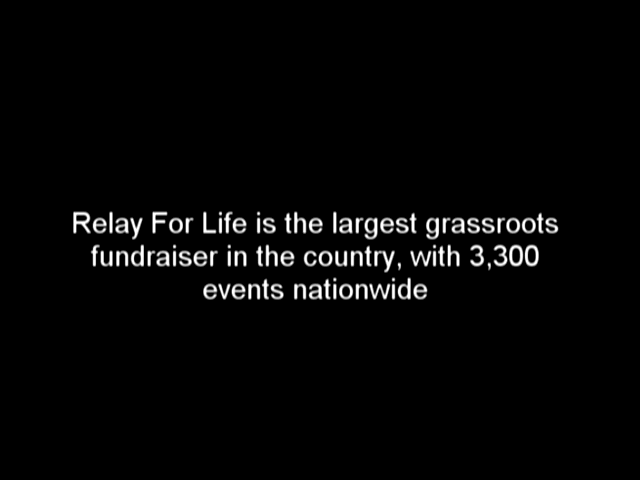 Relay For Life is the largest grassroots
fundraiser in the country, with 3,300
events nationwide